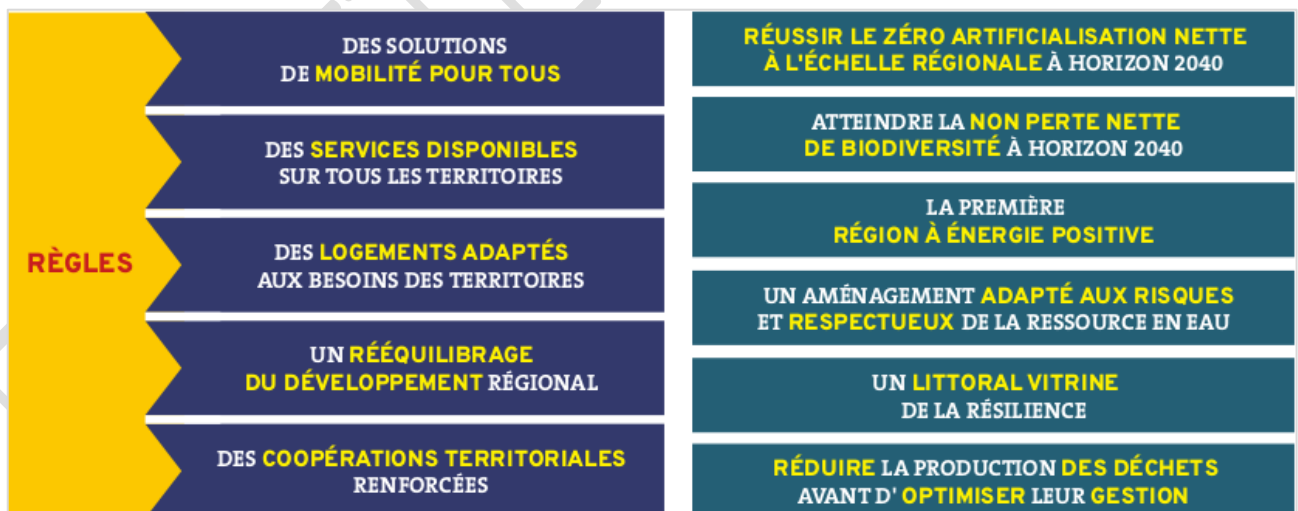 RÈGLES
DES SOLUTIONS
DE MOBILITÉ POUR TOUS
DES SERVICES DISPONIBLES
SUR TOUS LES TERRITOIRES
DES LOGEMENTS ADAPTÉS
AUX BESOINS DES TERRITOIRES
UN RÉÉQUILIBRAGE
DU DÉVELOPPEMENT RÉGIONAL
DES COOPÉRATIONS TERRITORIALES
RENFORCÉES
RÉUSSIR LE ZÉRO ARTIFICIALISATION NETTE
À L'ÉCHELLE RÉGIONALE À HORIZON 2040
ATTEINDRE LA NON PERTE NETTE
DE BIODIVERSITÉ À HORIZON 2040
LA PREMIÈRE
RÉGION À ÉNERGIE POSITIVE
UN AMÉNAGEMENT ADAPTÉ AUX RISQUES
ET RESPECTUEUX DE LA RESSOURCE EN EAU
UN LITTORAL VITRINE
DE LA RÉSILIENCE
RÉDUIRE LA PRODUCTION DES DÉCHETS
AVANT D' OPTIMISER LEUR GESTION